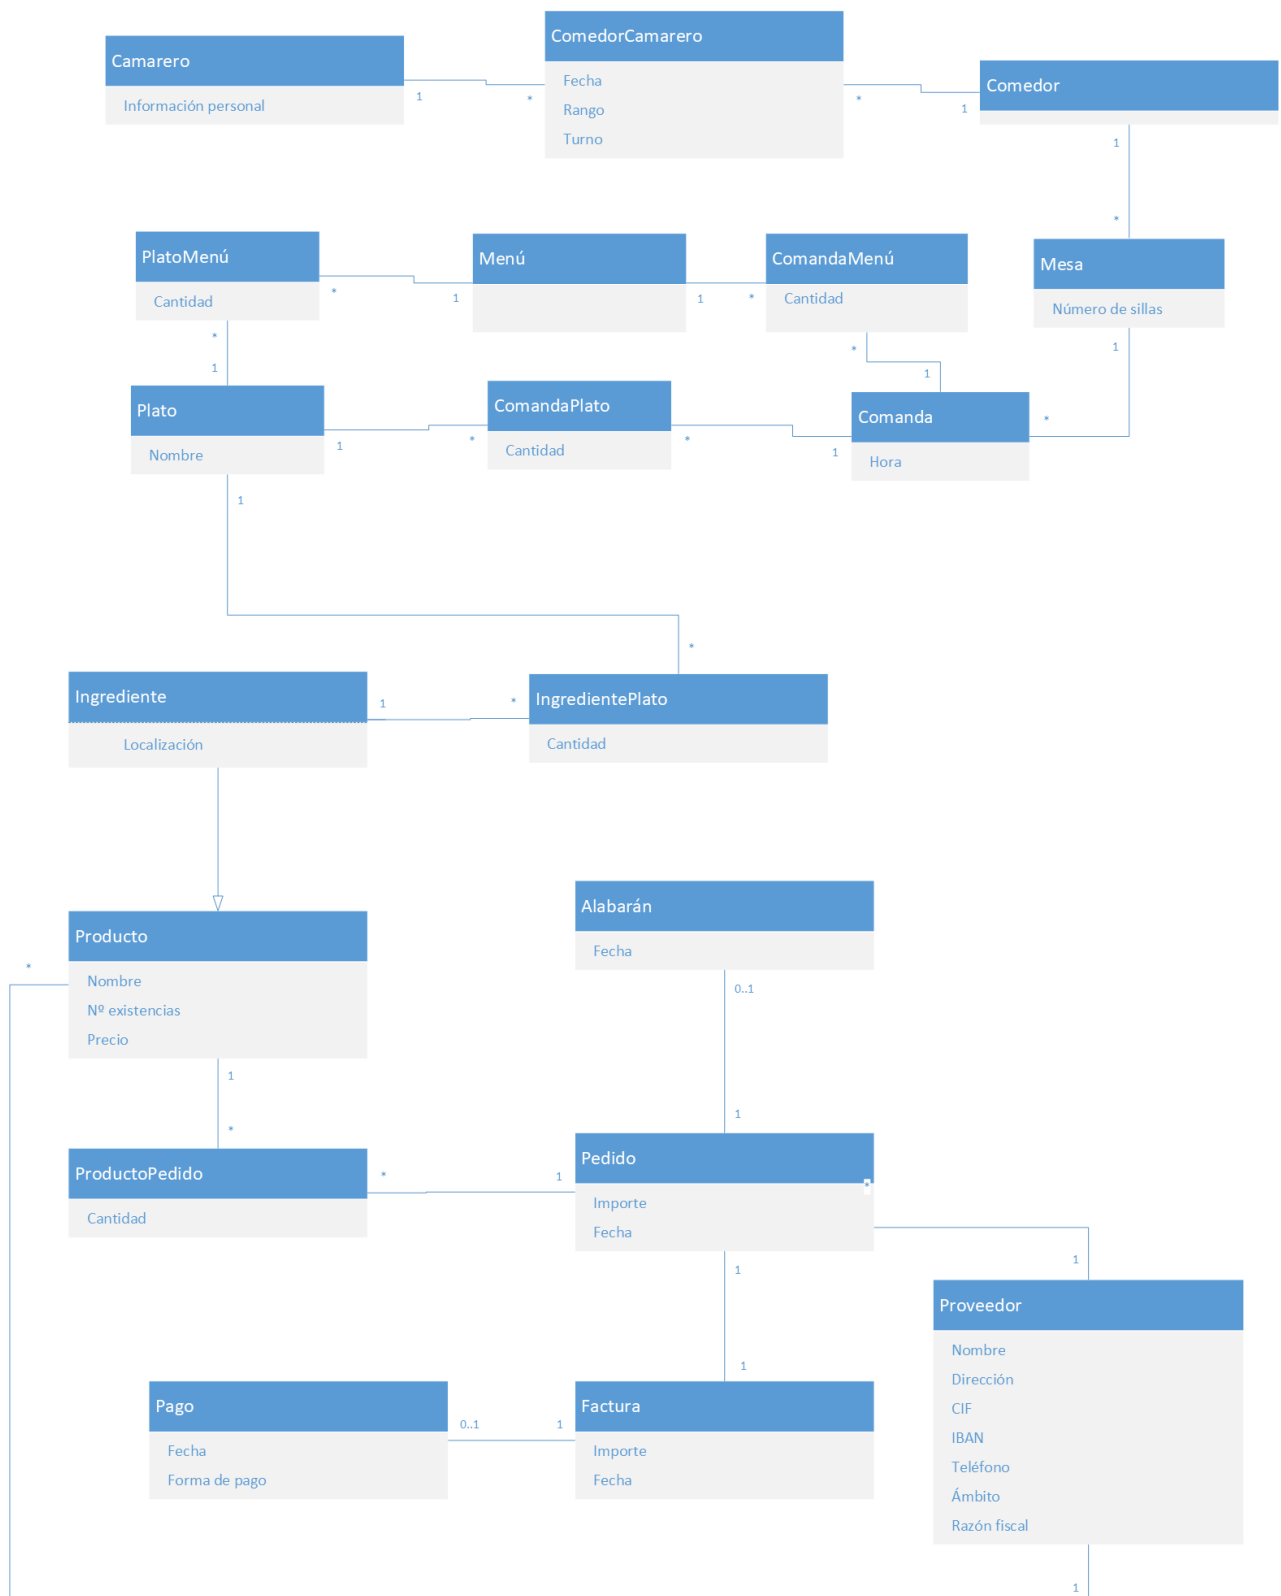 Camarero
Información personal
1
*
ComedorCamarero
Fecha
Rango
Turno
*
1
Comedor
1
*
PlatoMenú
Cantidad
*
1
Menú
1
*
ComandaMenú
Cantidad
*
1
Mesa
Número de sillas
1
*
*
1
Plato
Nombre
1
*
ComandaPlato
Cantidad
*
1
Comanda
Hora
1
*
Ingrediente
Localización
1
*
IngredientePlato
Cantidad
Alabarán
Fecha
0..1
1
*
Producto
Nombre
Nº existencias
Precio
1
*
ProductoPedido
Cantidad
*
1
Pedido
*
Importe
Fecha
1
1
1
Proveedor
Nombre
Dirección
CIF
IBAN
Teléfono
Ámbito
Razón fiscal
1
Pago
Fecha
Forma de pago
0..1
1
Factura
Importe
Fecha